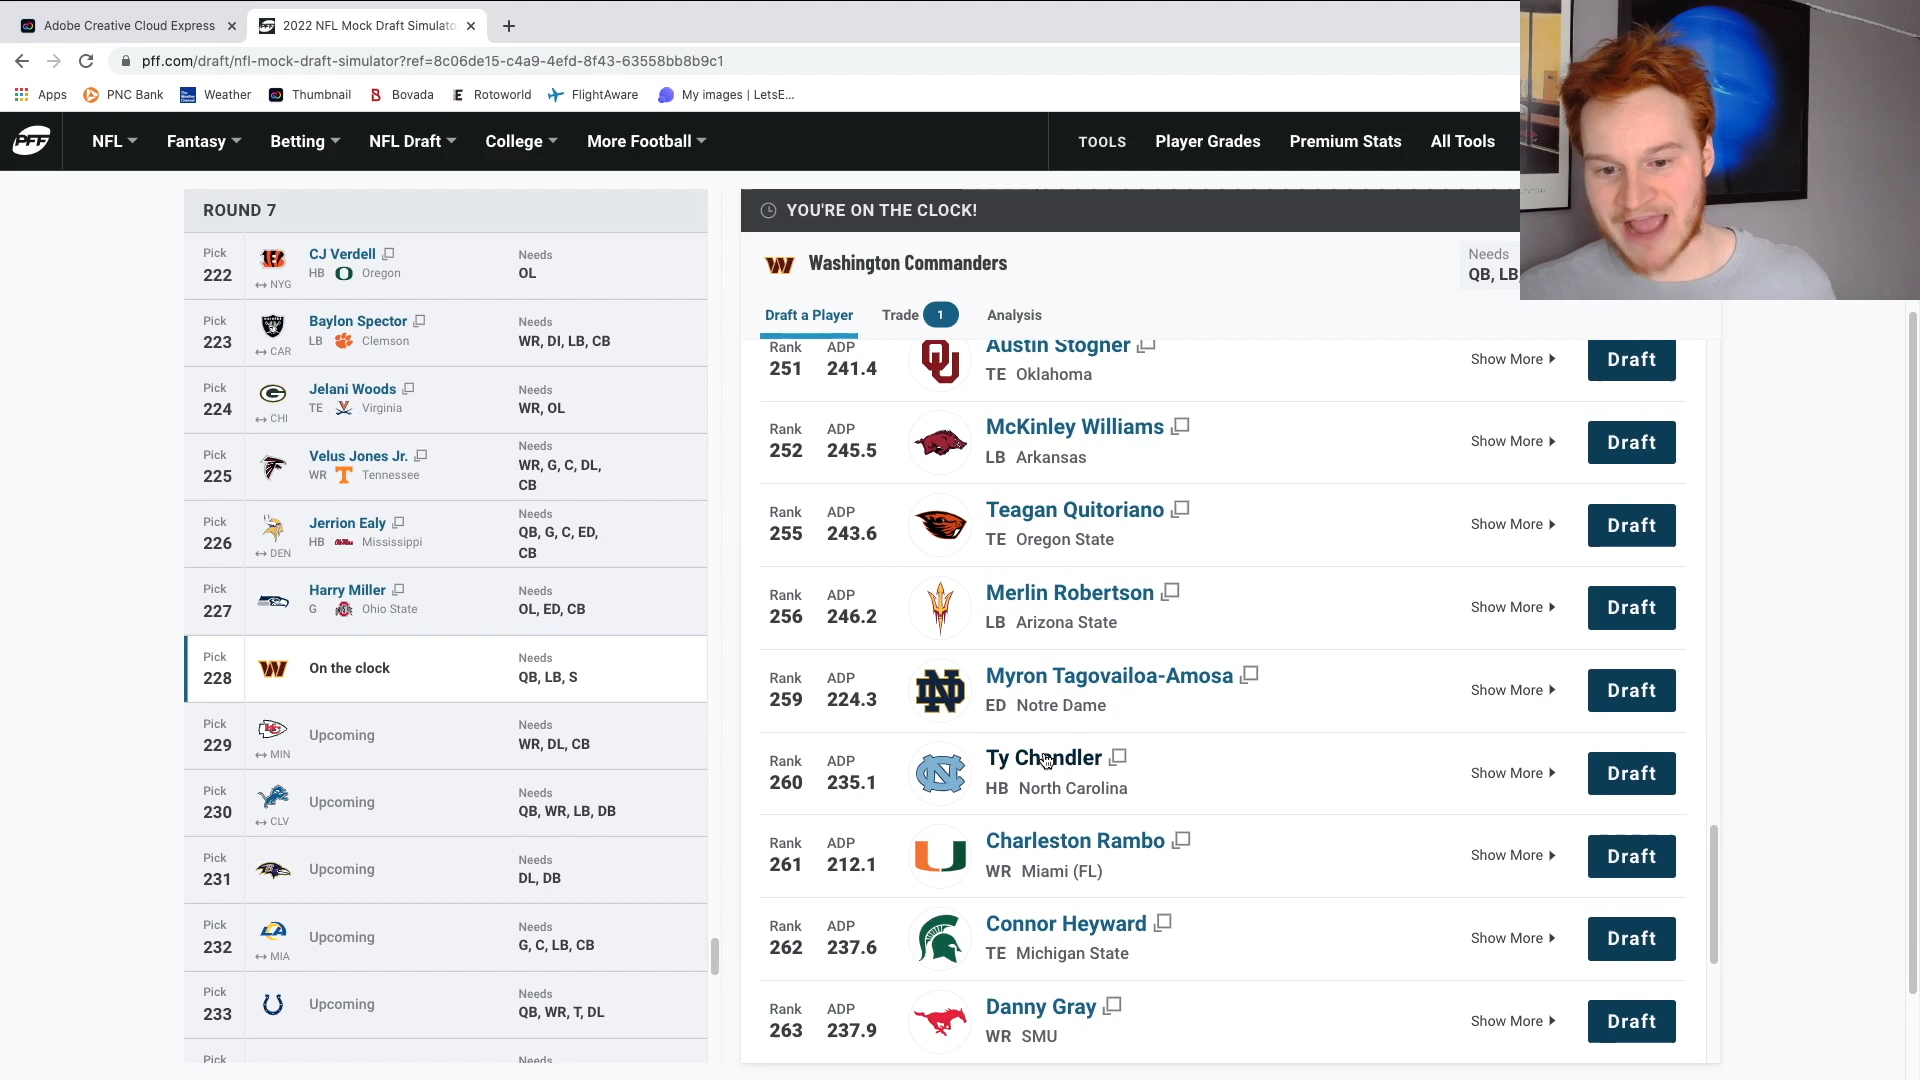 Adobe Creative Cloud Express
2022 NFL Mock Draft Simulato
pff.com/draft/nfl-mock-draft-simulator?ref=8c06de15-c4a9-4efd-8f43-63558bb8b9c1
Apps PNC Bank Weather Thumbnail Bovada Rotoworld FlightAware My images | LetsE...
PFF NFL Fantasy Betting NFL Draft College More Football TOOLS Player Grades Premium Stats All Tools
ROUND 7
Pick 222 CJ Verdell Needs
HB Oregon OL
NYG
Pick 223 Baylon Spector Needs
LB Clemson WR, DI, LB, CB
CAR
Pick 224 Jelani Woods Needs
TE Virginia WR, OL
CHI
Pick 225 Velus Jones Jr. Needs
WR Tennessee WR, G, C, DL,
CB
Pick 226 Jerrion Ealy Needs
HB Mississippi QB, G, C, ED,
DEN CB
Pick 227 Harry Miller Needs
G Ohio State OL, ED, CB
Pick 228 On the clock Needs
QB, LB, S
Pick 229 Upcoming Needs
MIN WR, DL, CB
Pick 230 Upcoming Needs
CLV QB, WR, LB, DB
Pick 231 Upcoming Needs
DL, DB
Pick 232 Upcoming Needs
MIA G, C, LB, CB
Pick 233 Upcoming Needs
QB, WR, T, DL
Pick Needs
YOU'RE ON THE CLOCK!
Washington Commanders
Needs
QB, LB,
Draft a Player Trade 1 Analysis
Rank 251 ADP 241.4 Austin Stogner Show More Draft
TE Oklahoma
Rank 252 ADP 245.5 McKinley Williams Show More Draft
LB Arkansas
Rank 255 ADP 243.6 Teagan Quitoriano Show More Draft
TE Oregon State
Rank 256 ADP 246.2 Merlin Robertson Show More Draft
LB Arizona State
Rank 259 ADP 224.3 Myron Tagovailoa-Amosa Show More Draft
ED Notre Dame
Rank 260 ADP 235.1 Ty Chandler Show More Draft
HB North Carolina
Rank 261 ADP 212.1 Charleston Rambo Show More Draft
WR Miami (FL)
Rank 262 ADP 237.6 Connor Heyward Show More Draft
TE Michigan State
Rank 263 ADP 237.9 Danny Gray Show More Draft
WR SMU